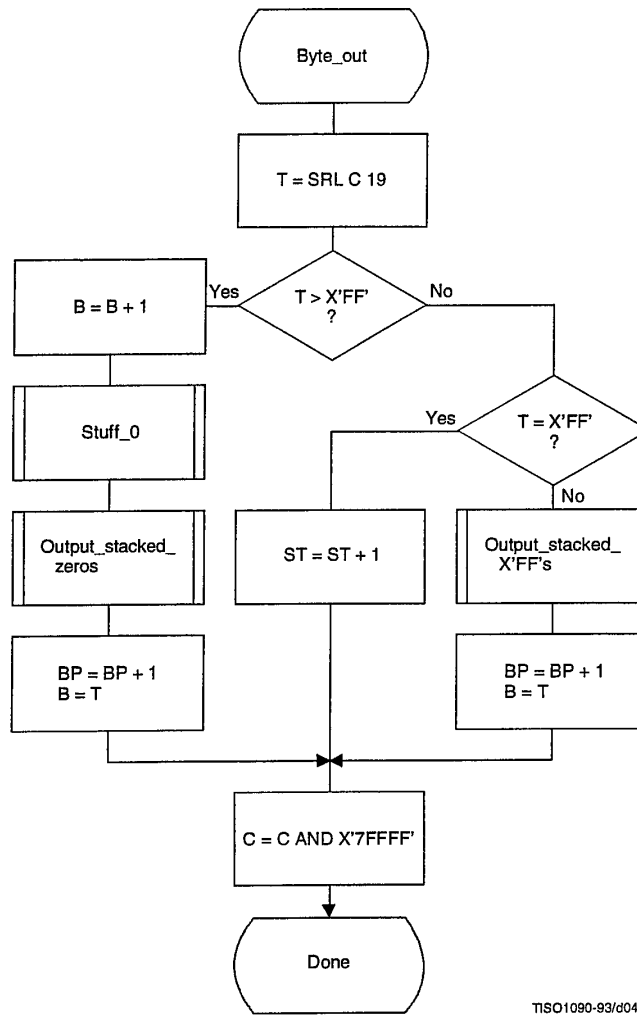 Byte_out
T = SRL C 19
B = B + 1
Yes
T > X'FF'
?
No
Stuff_0
Yes
T = X'FF'
?
No
Output_stacked_
zeros
ST = ST + 1
Output_stacked_
X'FF's
BP = BP + 1
B = T
BP = BP + 1
B = T
C = C AND X'7FFFF'
Done
TISO1090-93/d04